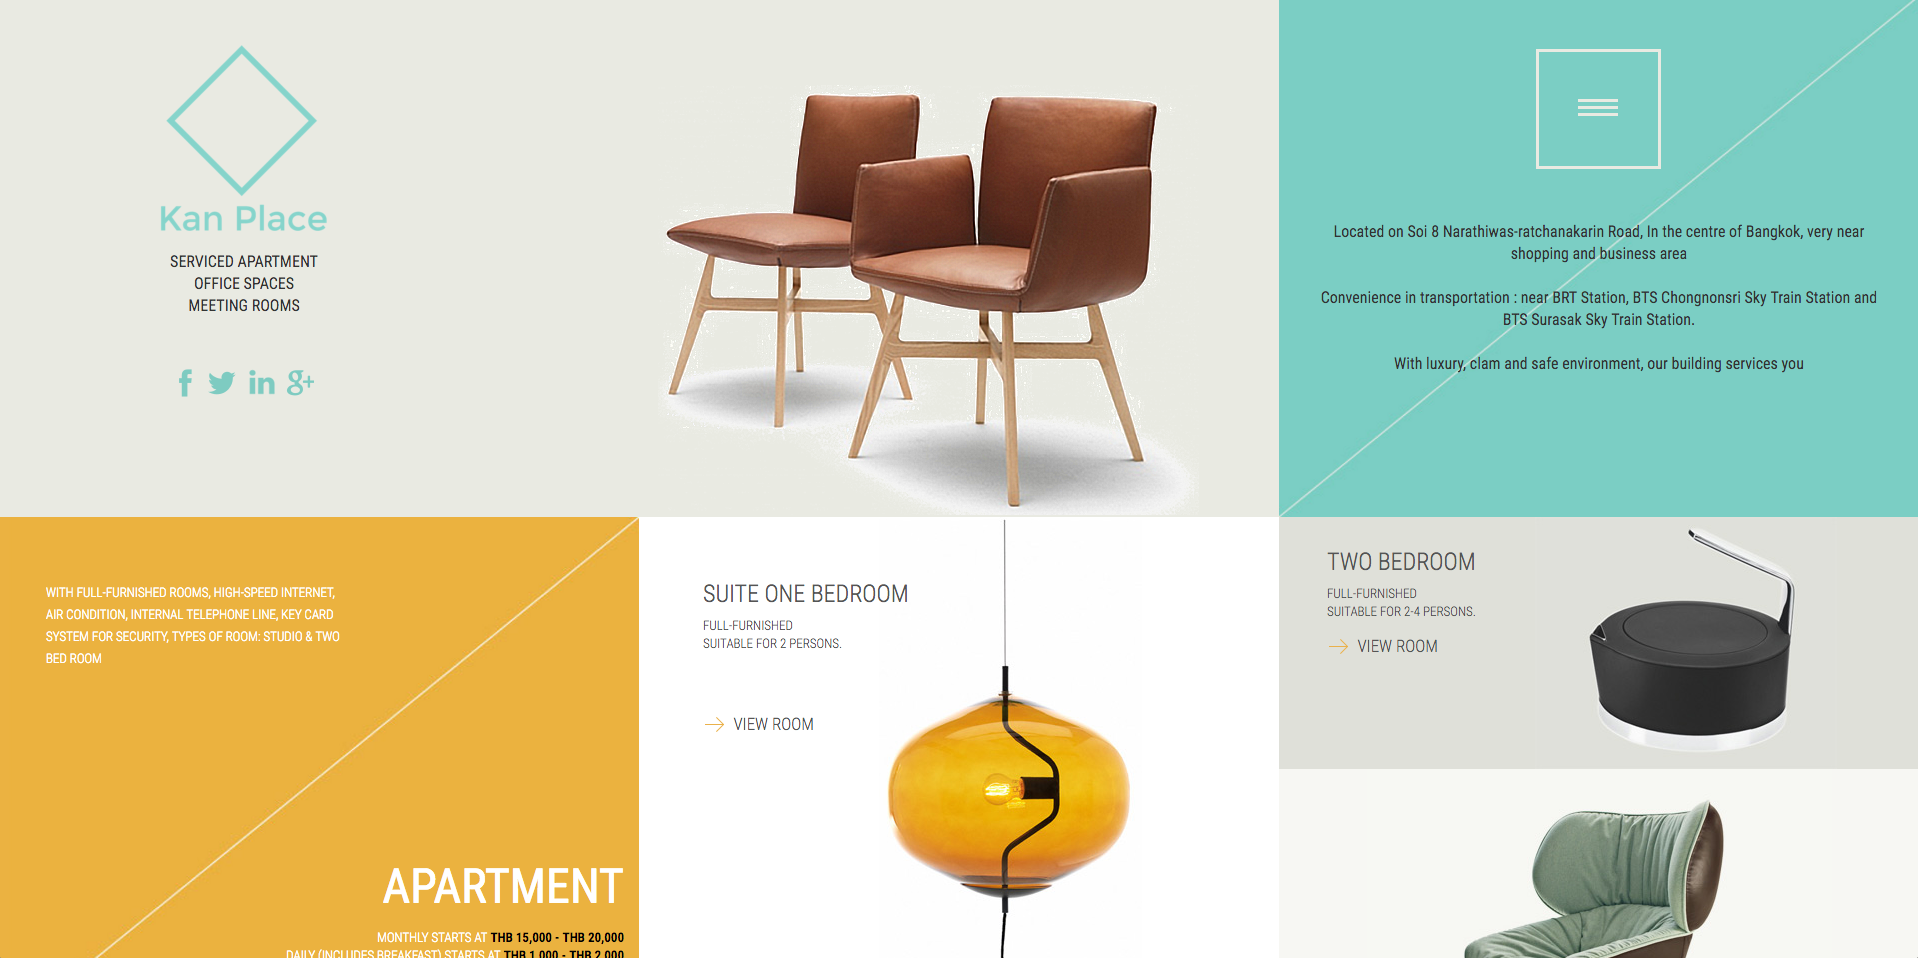 Kan Place
SERVICED APARTMENT
OFFICE SPACES
MEETING ROOMS
Located on Soi 8 Narathiwas-ratchanakarin Road, In the centre of Bangkok, very near
shopping and business area
Convenience in transportation : near BRT Station, BTS Chongnonsri Sky Train Station and
BTS Surasak Sky Train Station.
With luxury, clam and safe environment, our building services you
WITH FULL-FURNISHED ROOMS, HIGH-SPEED INTERNET,
AIR CONDITION, INTERNAL TELEPHONE LINE, KEY CARD
SYSTEM FOR SECURITY, TYPES OF ROOM: STUDIO & TWO
BED ROOM
APARTMENT
MONTHLY STARTS AT THB 15,000 - THB 20,000
DAILY (INCLUDES BREAKFAST) STARTS AT THB 1,000 - THB 2,000
SUITE ONE BEDROOM
FULL-FURNISHED
SUITABLE FOR 2 PERSONS.
VIEW ROOM
TWO BEDROOM
FULL-FURNISHED
SUITABLE FOR 2-4 PERSONS.
VIEW ROOM